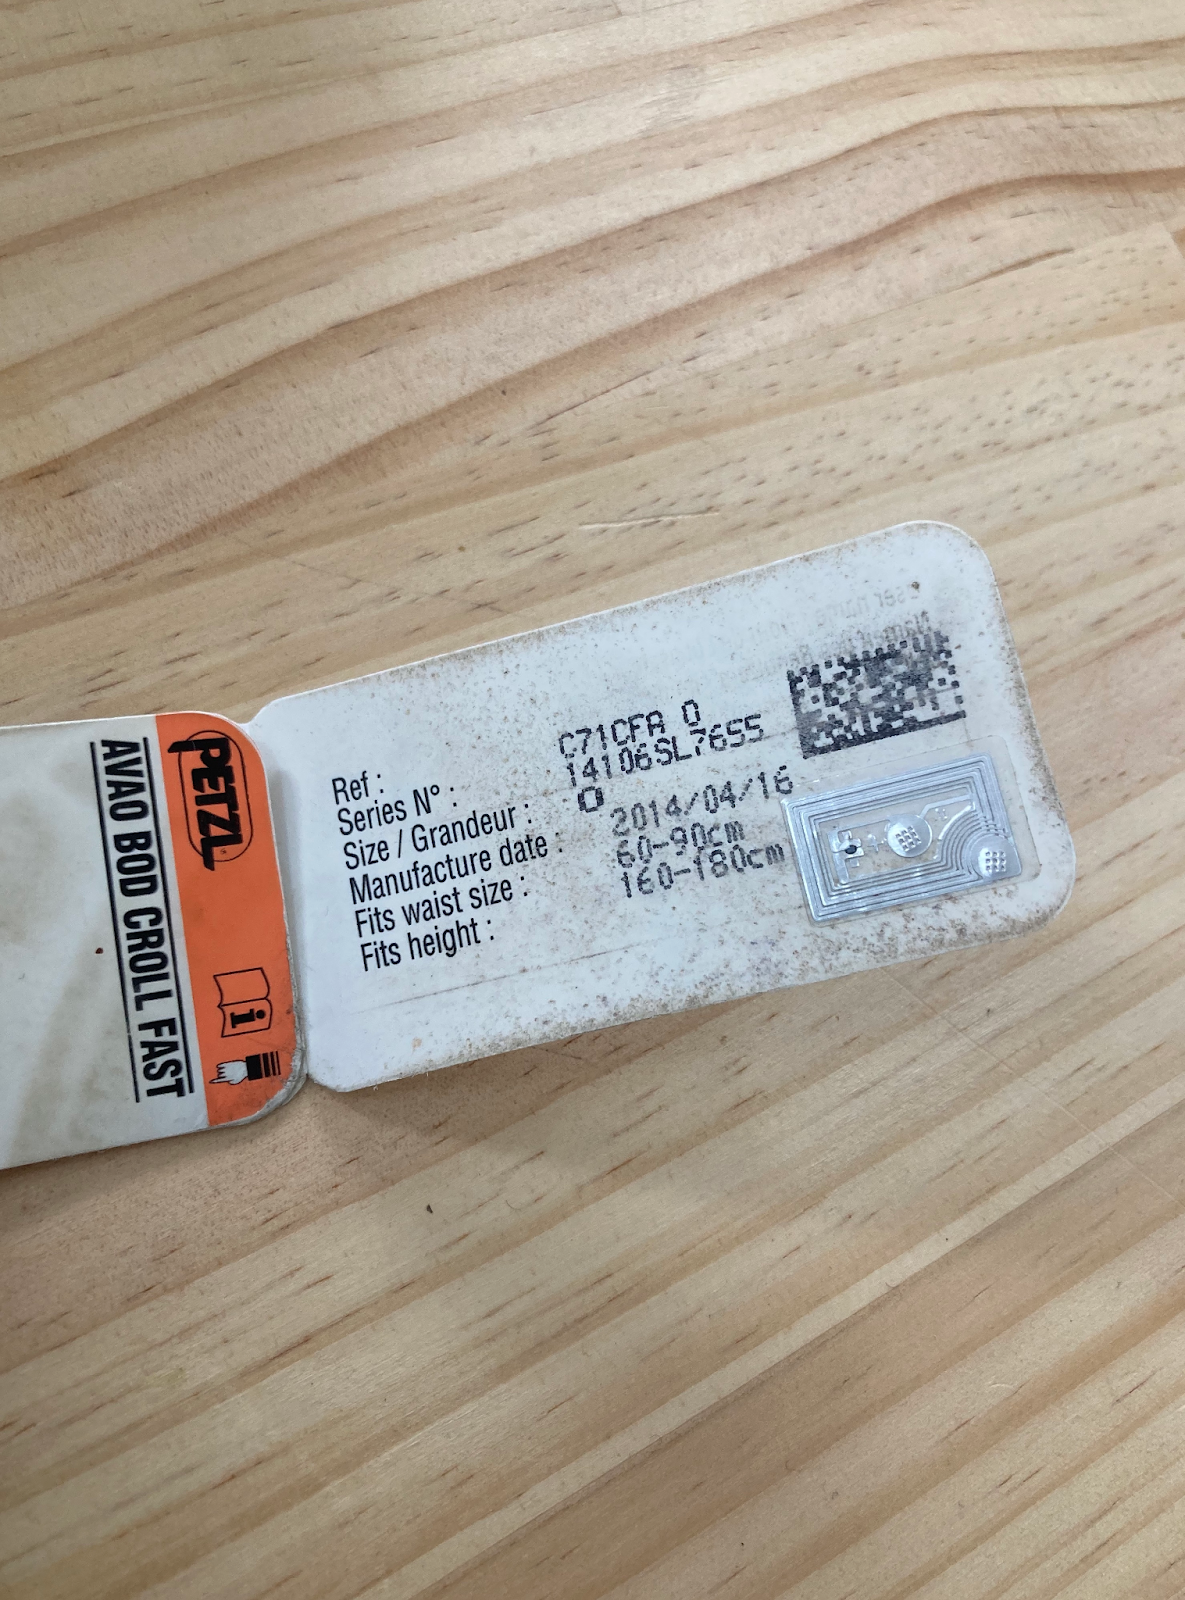 PETZL
AVAO BOD CROLL FAST
Ref : C71CFA 0
Series N° : 14106SL7655
Size / Grandeur : 0
Manufacture date : 2014/04/16
Fits waist size : 60-90cm
Fits height : 160-180cm